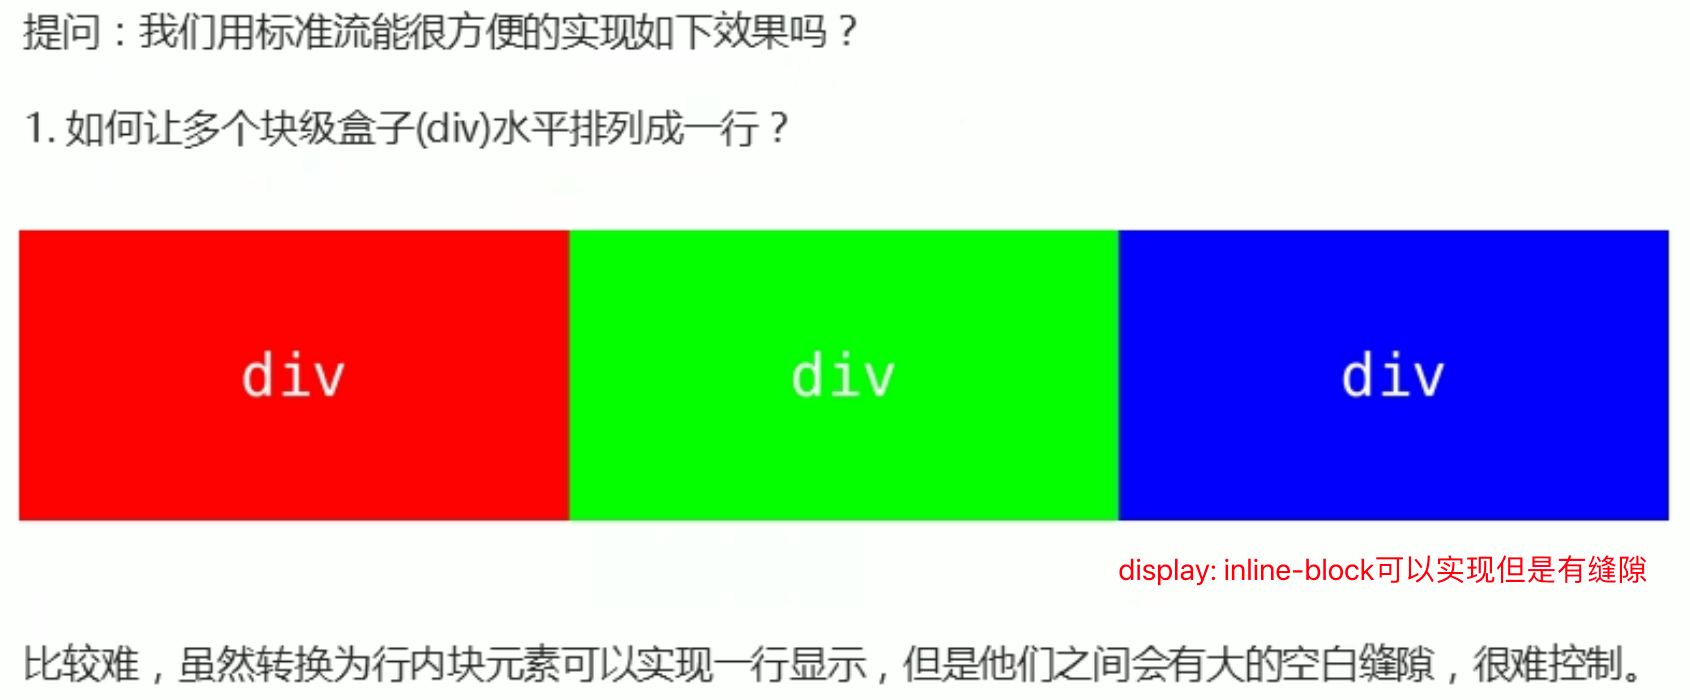 提问：我们用标准流能很方便的实现如下效果吗？
1. 如何让多个块级盒子(div)水平排列成一行？
div
div
div
display: inline-block可以实现但是有缝隙
比较难，虽然转换为行内块元素可以实现一行显示，但是他们之间会有大的空白缝隙，很难控制。